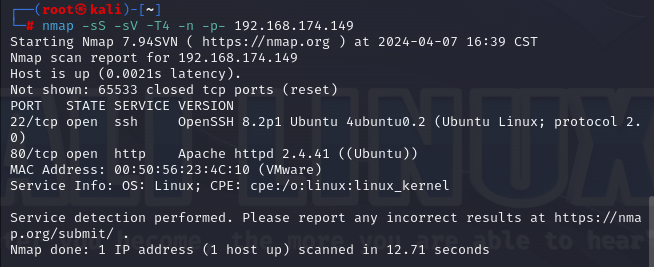 ┌──(root㉿kali)-[~]
└─# nmap -sS -sV -T4 -n -p- 192.168.174.149
Starting Nmap 7.94SVN ( https://nmap.org ) at 2024-04-07 16:39 CST
Nmap scan report for 192.168.174.149
Host is up (0.0021s latency).
Not shown: 65533 closed tcp ports (reset)
PORT   STATE SERVICE VERSION
22/tcp open  ssh     OpenSSH 8.2p1 Ubuntu 4ubuntu0.2 (Ubuntu Linux; protocol 2.
0)
80/tcp open  http    Apache httpd 2.4.41 ((Ubuntu))
MAC Address: 00:50:56:23:4C:10 (VMware)
Service Info: OS: Linux; CPE: cpe:/o:linux:linux_kernel

Service detection performed. Please report any incorrect results at https://nma
p.org/submit/ .
Nmap done: 1 IP address (1 host up) scanned in 12.71 seconds